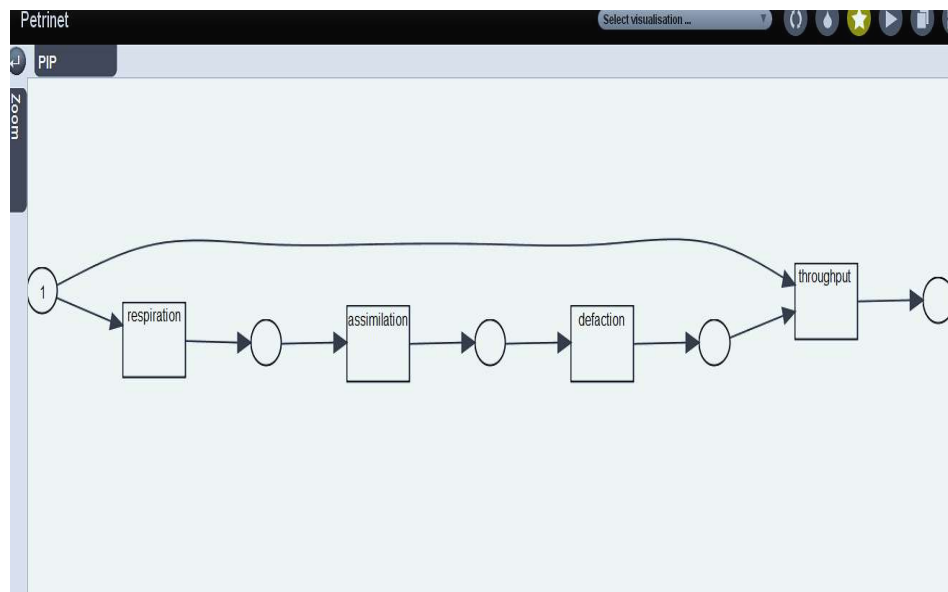 Petrinet
Select visualisation ...
PIP
Zoom
1
respiration
assimilation
defaction
throughput